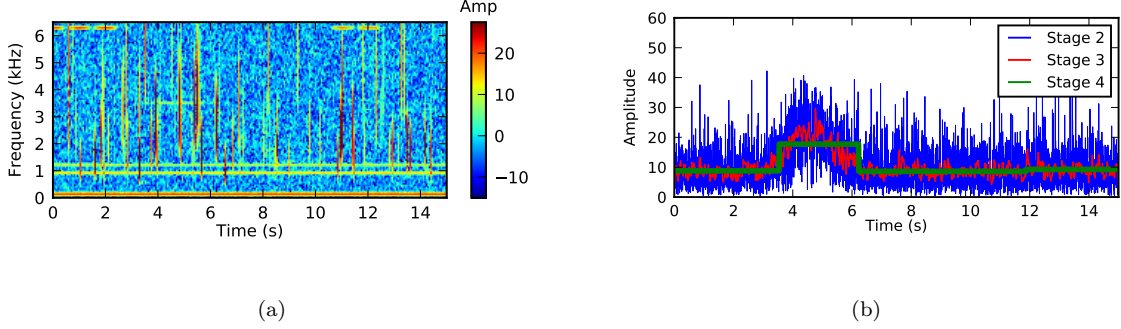 Amp
Frequency (kHz)
6
5
4
3
2
1
0
0 2 4 6 8 10 12 14
Time (s)
20
10
0
−10
(a)
Amplitude
60
50
40
30
20
10
0
0 2 4 6 8 10 12 14
Time (s)
Stage 2
Stage 3
Stage 4
(b)